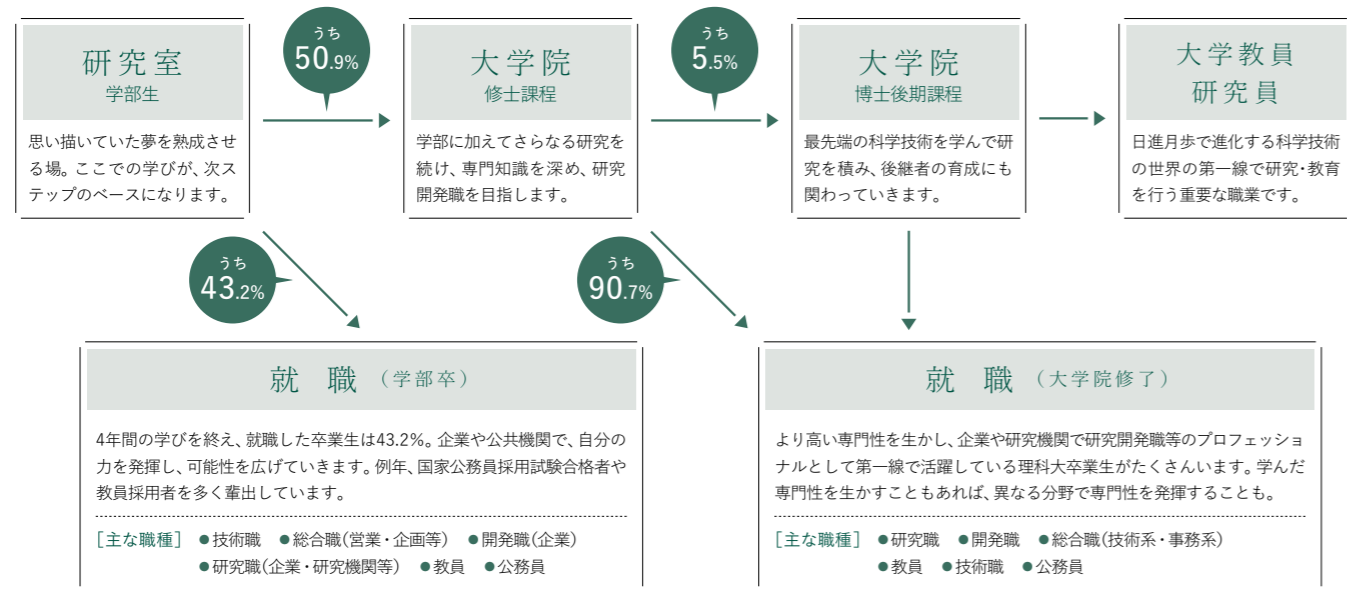 研究室
学部生
思い描いていた夢を熟成させ
る場。ここでの学びが、次ス
テップのベースになります。
うち
50.9%
大学院
修士課程
学部に加えてさらなる研究を
続け、専門知識を深め、研究
開発職を目指します。
うち
5.5%
大学院
博士後期課程
最先端の科学技術を学んで研
究を積み、後継者の育成にも
関わっていきます。
大学教員
研究員
日進月歩で進化する科学技術
の世界の第一線で研究・教育
を行う重要な職業です。
うち
43.2%
うち
90.7%
就職（学部卒）
4年間の学びを終え、就職した卒業生は43.2%。企業や公共機関で、自分の
力を発揮し、可能性を広げていきます。例年、国家公務員採用試験合格者や
教員採用者を多く輩出しています。
［主な職種］ ●技術職 ●総合職（営業・企画等） ●開発職（企業）
●研究職（企業・研究機関等） ●教員 ●公務員
就職（大学院修了）
より高い専門性を生かし、企業や研究機関で研究開発職等のプロフェッショ
ナルとして第一線で活躍している理科大卒業生がたくさんいます。学んだ
専門性を生かすこともあれば、異なる分野で専門性を発揮することも。
［主な職種］ ●研究職 ●開発職 ●総合職（技術系・事務系）
●教員 ●技術職 ●公務員